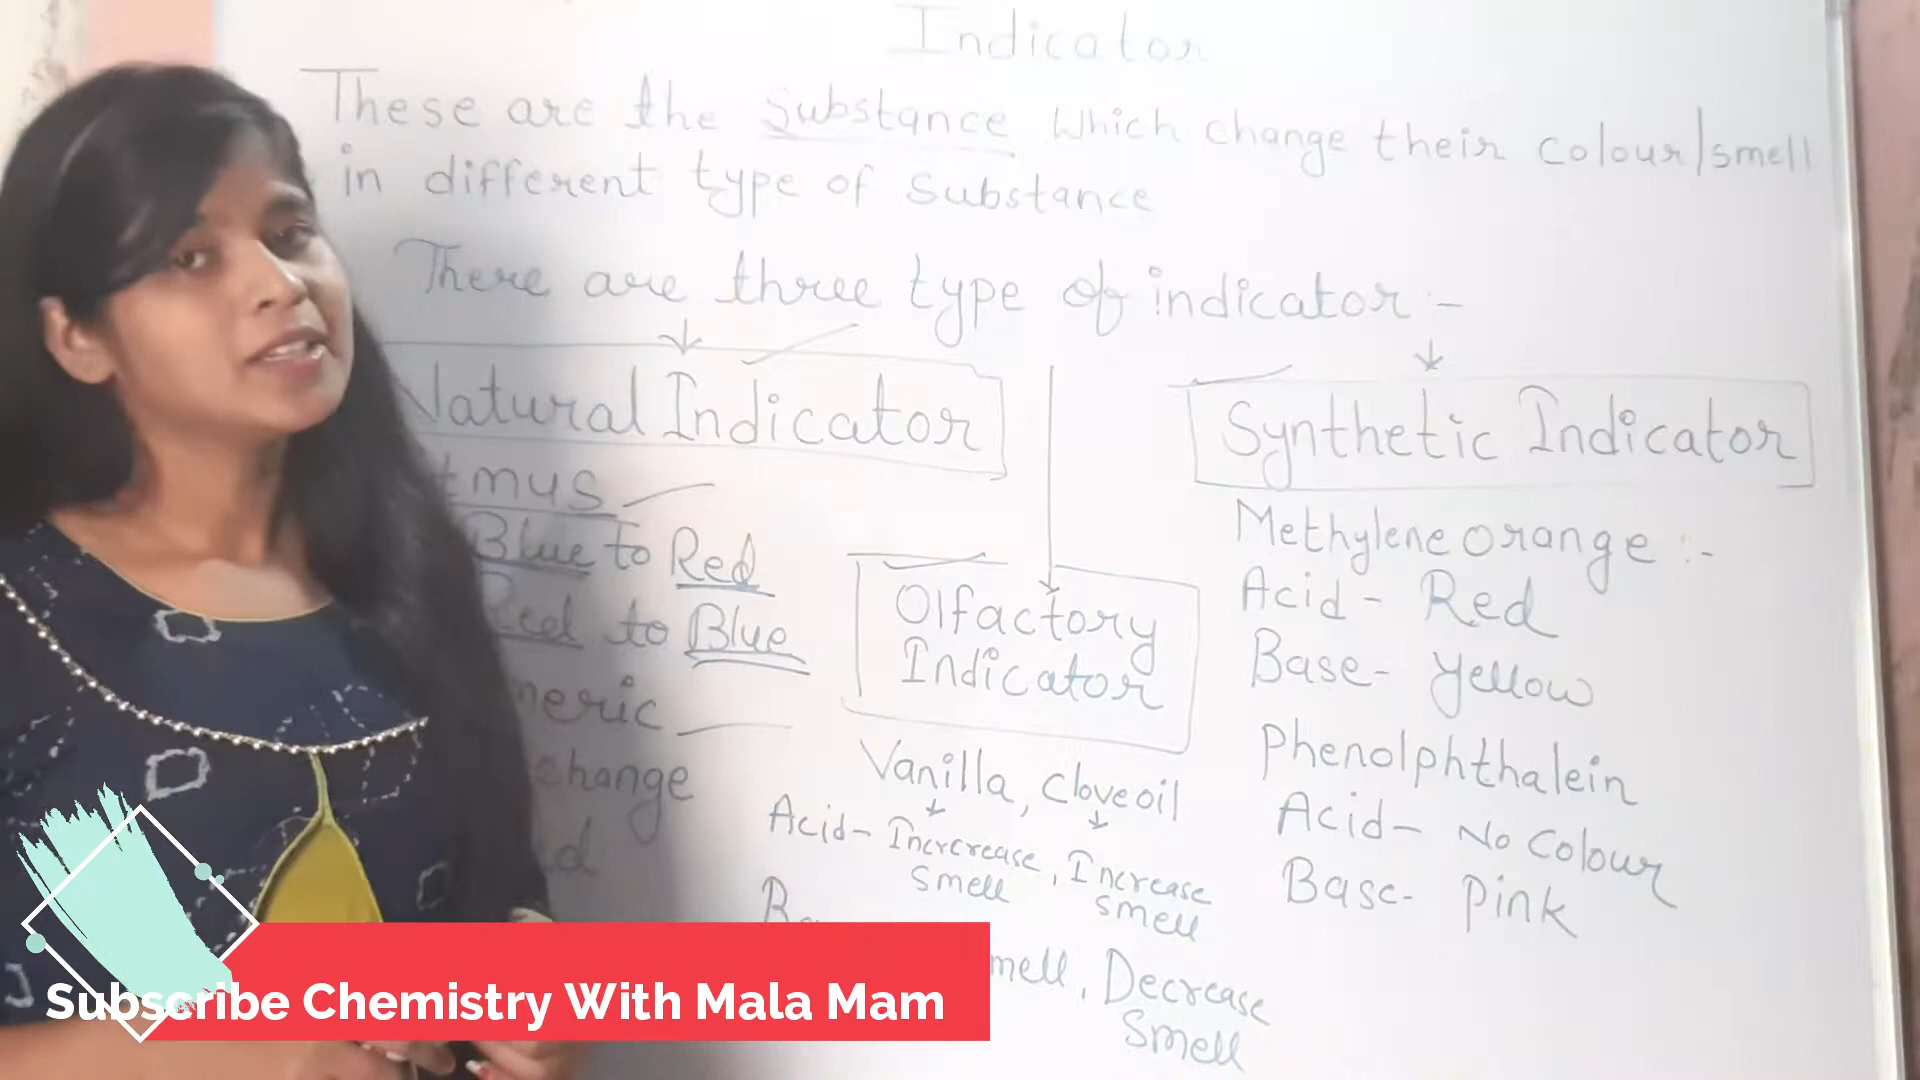 Indicator
These are the Substance which change their colour/smell
in different type of Substance
There are three type of indicator :-
Natural Indicator
tmus
Blue to Red
Red to Blue
meric
change
ed
Olfactory
Indicator
Vanilla, Clove oil
Acid- Increrease, Increase
smell smell
Ba
mell, Decrease
Smell
Synthetic Indicator
Methylene orange :-
Acid- Red
Base- Yellow
Phenolphthalein
Acid- No Colour
Base- Pink
Subscribe Chemistry With Mala Mam